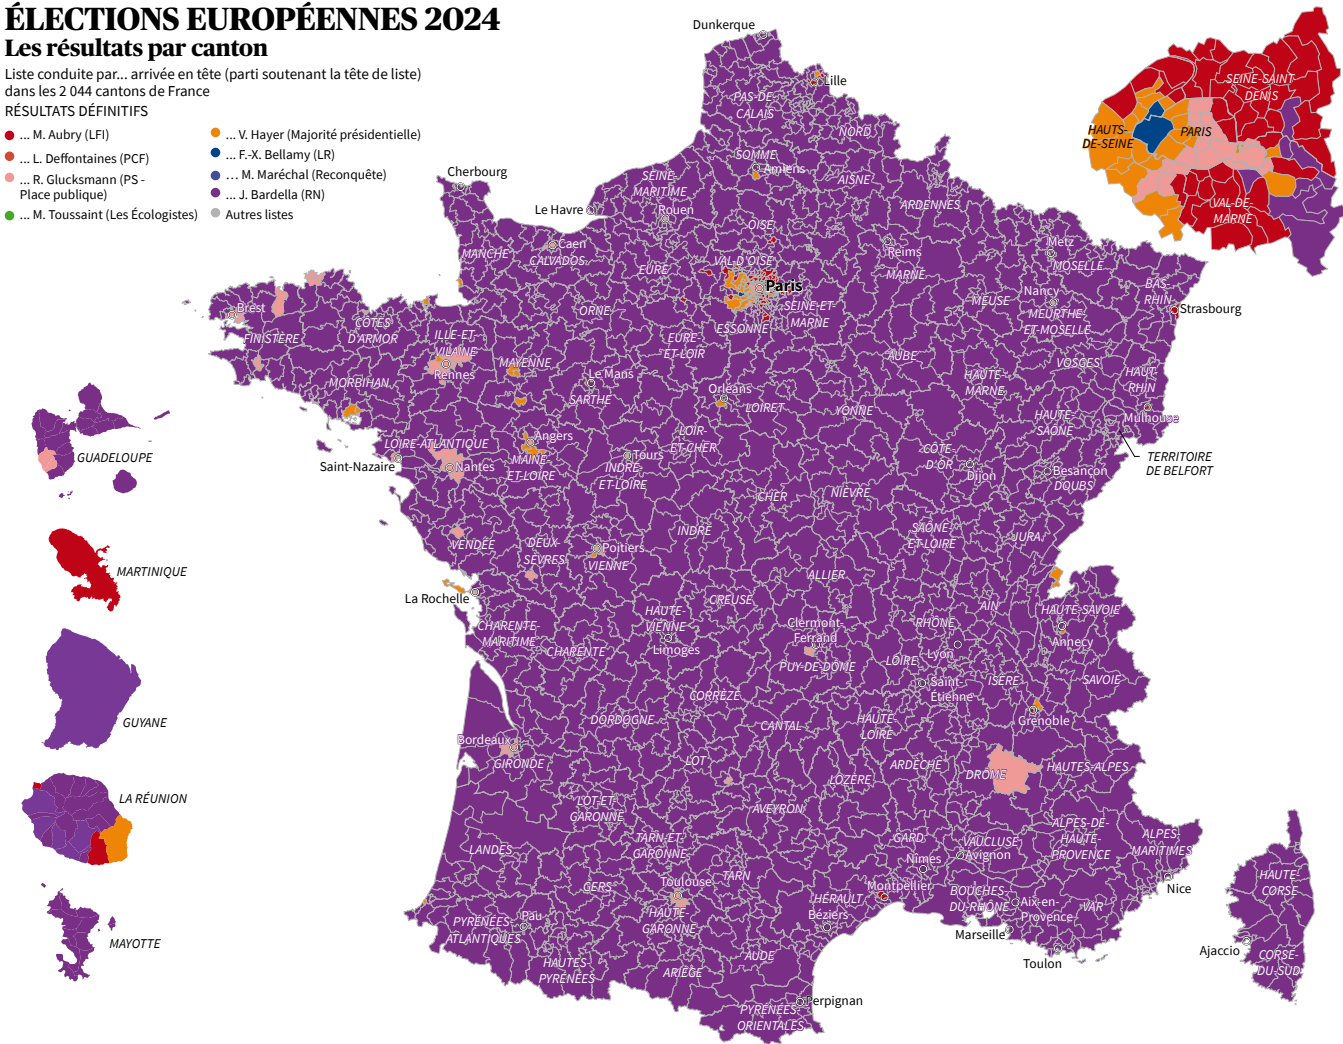 ÉLECTIONS EUROPÉENNES 2024
Les résultats par canton
Liste conduite par... arrivée en tête (parti soutenant la tête de liste)
dans les 2 044 cantons de France
RÉSULTATS DÉFINITIFS
... M. Aubry (LFI)
... L. Deffontaines (PCF)
... R. Glucksmann (PS -
Place publique)
... M. Toussaint (Les Écologistes)
... V. Hayer (Majorité présidentielle)
... F.-X. Bellamy (LR)
... M. Maréchal (Reconquête)
... J. Bardella (RN)
Autres listes
Dunkerque
Lille
PAS-DE-
CALAIS
NORD
SOMME
Amiens
AISNE
ARDENNES
SEINE-
MARITIME
Rouen
Le Havre
Cherbourg
OISE
Caen
CALVADOS
MANCHE
EURE
VAL-D'OISE
Paris
SEINE-ET-
MARNE
ESSONNE
Reims
MARNE
MEUSE
Metz
MOSELLE
Nancy
MEURTHE-
ET-MOSELLE
BAS-
RHIN
Strasbourg
ORNE
EURE-
ET-LOIR
Brest
FINISTÈRE
CÔTES
D'ARMOR
ILLE-ET-
VILAINE
Rennes
MORBIHAN
MAYENNE
Le Mans
SARTHE
Orléans
LOIRET
AUBE
HAUTE-
MARNE
VOSGES
HAUT-
RHIN
Mulhouse
HAUTE-
SAÔNE
TERRITOIRE
DE BELFORT
YONNE
LOIR-
ET-CHER
LOIRE-ATLANTIQUE
Saint-Nazaire
Nantes
Angers
MAINE-
ET-LOIRE
Tours
INDRE-
ET-LOIRE
CÔTE-
D'OR
Dijon
Besançon
DOUBS
CHER
NIÈVRE
INDRE
SAÔNE-
ET-LOIRE
JURA
VENDÉE
DEUX-
SÈVRES
Poitiers
VIENNE
La Rochelle
CHARENTE-
MARITIME
CHARENTE
HAUTE-
VIENNE
Limoges
CREUSE
ALLIER
Clermont-
Ferrand
PUY-DE-DÔME
AIN
RHÔNE
Lyon
LOIRE
Saint-
Étienne
HAUTE-SAVOIE
Annecy
SAVOIE
ISÈRE
Grenoble
CORRÈZE
DORDOGNE
CANTAL
HAUTE-
LOIRE
Bordeaux
GIRONDE
LOT
LOZÈRE
ARDÈCHE
DRÔME
HAUTES-ALPES
AVEYRON
LOT-ET-
GARONNE
TARN-ET-
GARONNE
TARN
GARD
Nîmes
VAUCLUSE
Avignon
ALPES-DE-
HAUTE-
PROVENCE
ALPES-
MARITIMES
Nice
LANDES
GERS
Toulouse
HAUTE-
GARONNE
Montpellier
HÉRAULT
Béziers
BOUCHES-
DU-RHÔNE
Aix-en-
Provence
VAR
Marseille
Toulon
PYRÉNÉES-
ATLANTIQUES
Pau
HAUTES-
PYRÉNÉES
ARIÈGE
AUDE
Perpignan
PYRÉNÉES-
ORIENTALES
HAUTE-
CORSE
Ajaccio
CORSE-
DU-SUD
SEINE-SAINT-
DENIS
HAUTS-
DE-SEINE
PARIS
VAL-DE-
MARNE
GUADELOUPE
MARTINIQUE
GUYANE
LA RÉUNION
MAYOTTE